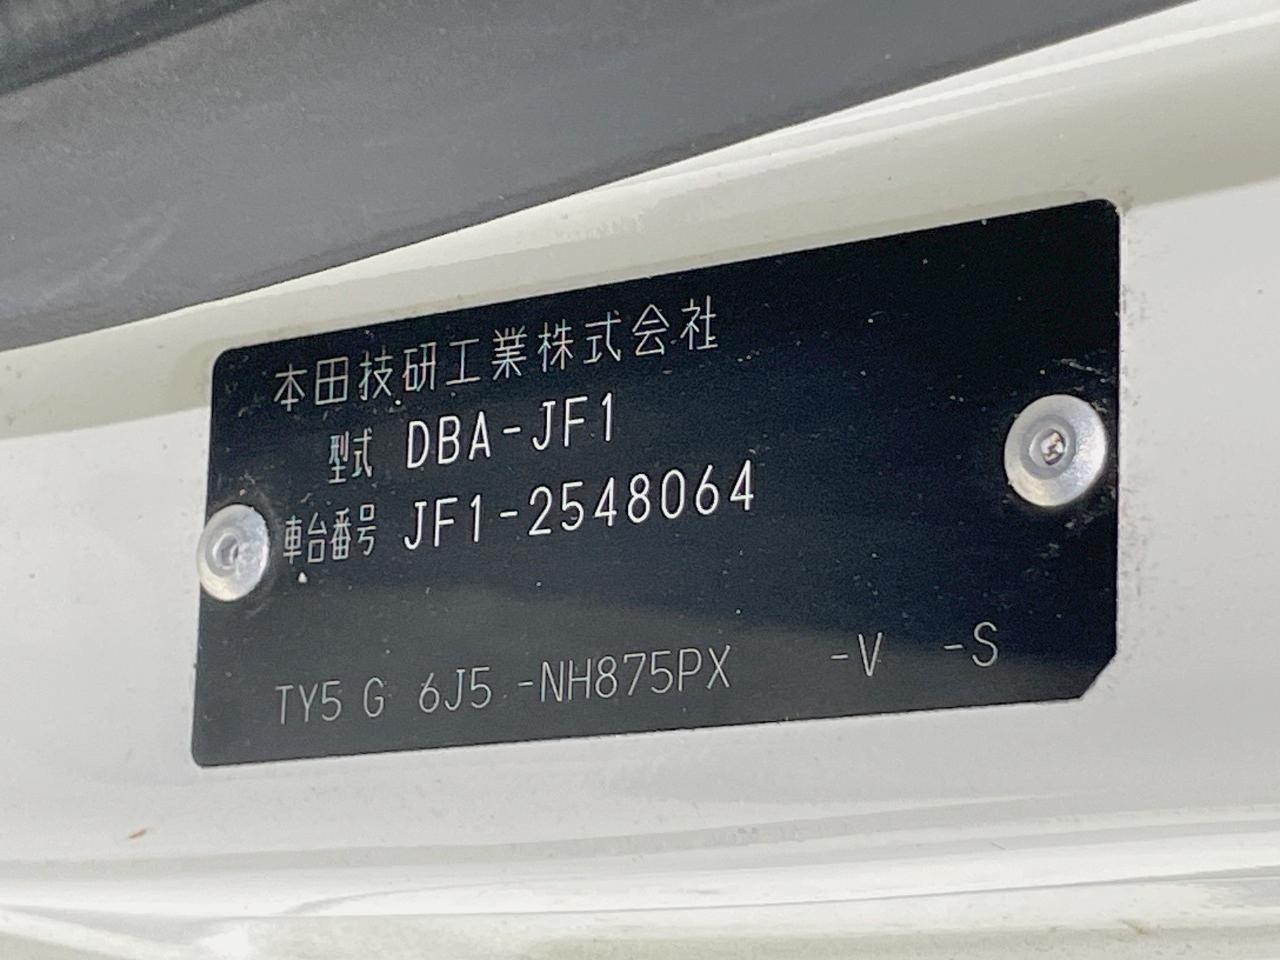 本田技研工業株式会社
型式 DBA-JF1
車台番号 JF1-2548064
TY5 G 6J5 -NH875PX -V -S